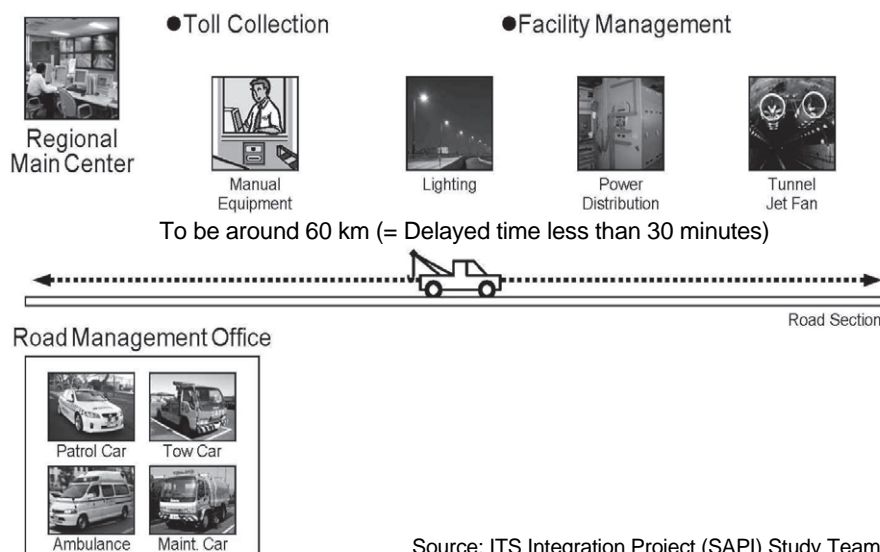 ●Toll Collection
●Facility Management
Regional
Main Center
Manual
Equipment
Lighting
Power
Distribution
Tunnel
Jet Fan
To be around 60 km (= Delayed time less than 30 minutes)
Road Section
Road Management Office
Patrol Car
Tow Car
Ambulance
Maint. Car
Source: ITS Integration Project (SAPI) Study Team